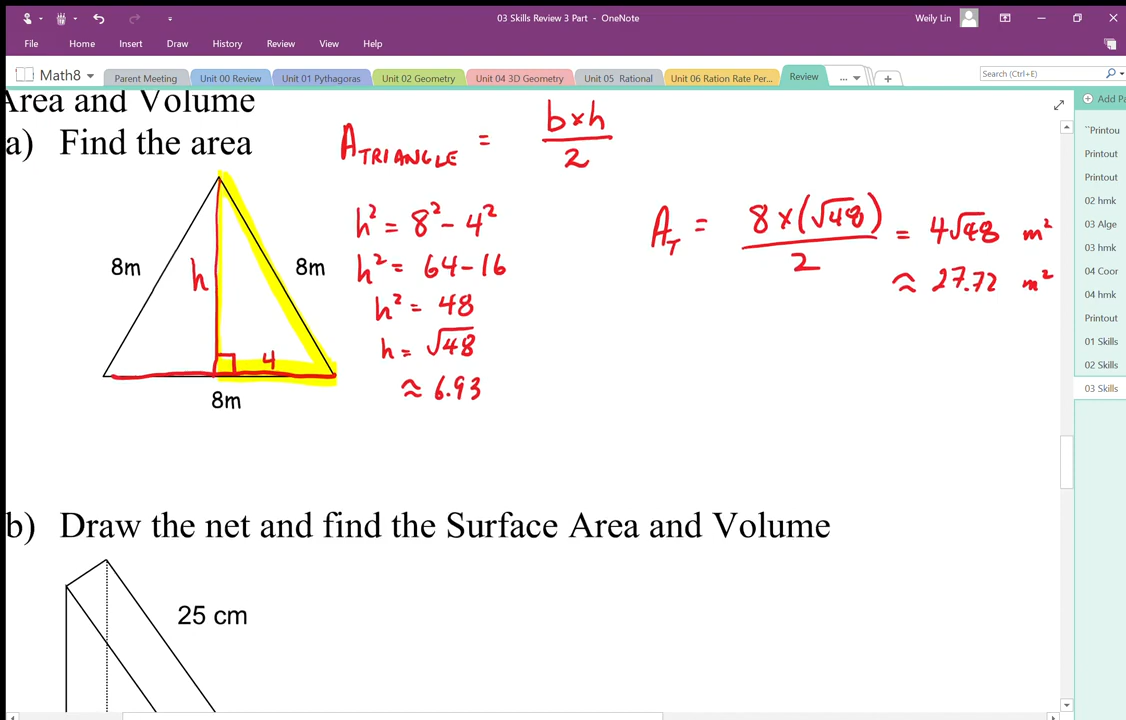 03 Skills Review 3 Part - OneNote
Weily Lin
File Home Insert Draw History Review View Help
Math8
Parent Meeting
Unit 00 Review
Unit 01 Pythagoras
Unit 02 Geometry
Unit 04 3D Geometry
Unit 05 Rational
Unit 06 Ration Rate Per...
Review
...
Search (Ctrl+E)
Add Pa
``Printou
Printout
Printout
02 hmk
03 Alge
03 hmk
04 Coor
04 hmk
Printout
01 Skills
02 Skills
03 Skills
Area and Volume
a) Find the area
A TRIANGLE = b×h / 2
8m
h
8m
4
8m
h² = 8² - 4²
h² = 64-16
h² = 48
h = √48
≈ 6.93
A_T = 8×(√48) / 2 = 4√48 m²
≈ 27.72 m²
b) Draw the net and find the Surface Area and Volume
25 cm